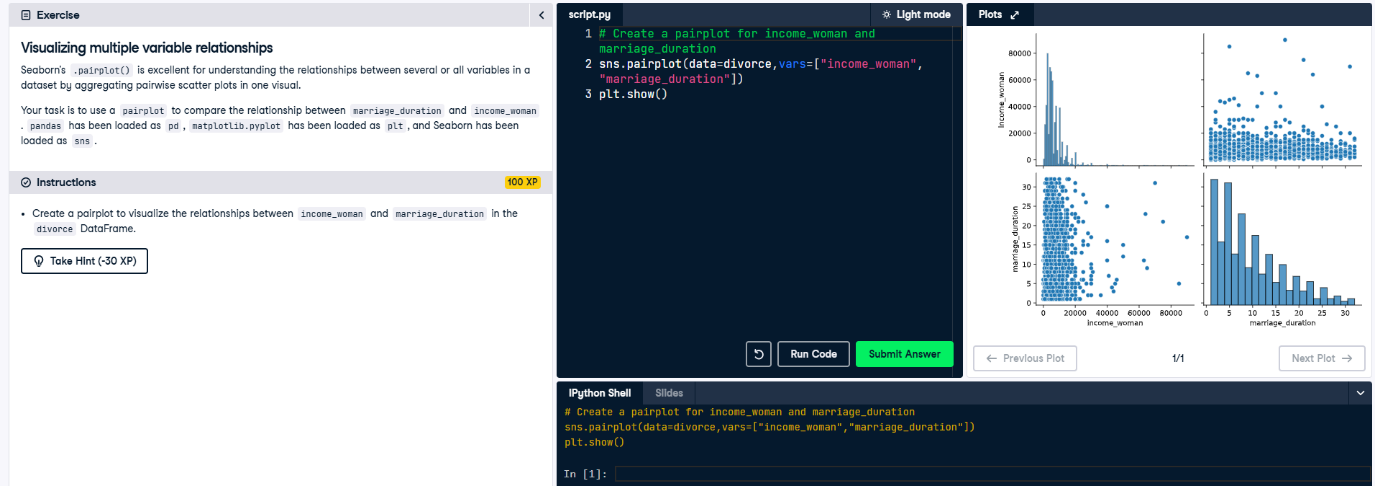 Exercise
Visualizing multiple variable relationships
Seaborn's .pairplot() is excellent for understanding the relationships between several or all variables in a
dataset by aggregating pairwise scatter plots in one visual.
Your task is to use a pairplot to compare the relationship between marriage_duration and income_woman
. pandas has been loaded as pd , matplotlib.pyplot has been loaded as plt , and Seaborn has been
loaded as sns .
Instructions
100 XP
• Create a pairplot to visualize the relationships between income_woman and marriage_duration in the
divorce DataFrame.
Take Hint (-30 XP)
script.py
Light mode
1 # Create a pairplot for income_woman and
marriage_duration
2 sns.pairplot(data=divorce,vars=["income_woman",
"marriage_duration"])
3 plt.show()
Run Code
Submit Answer
Plots
80000
60000
40000
20000
0
income_woman
30
25
20
15
10
5
0
marriage_duration
0 20000 40000 60000 80000
income_woman
0 5 10 15 20 25 30
marriage_duration
Previous Plot
1/1
Next Plot
IPython Shell
Slides
# Create a pairplot for income_woman and marriage_duration
sns.pairplot(data=divorce,vars=["income_woman","marriage_duration"])
plt.show()
In [1]: